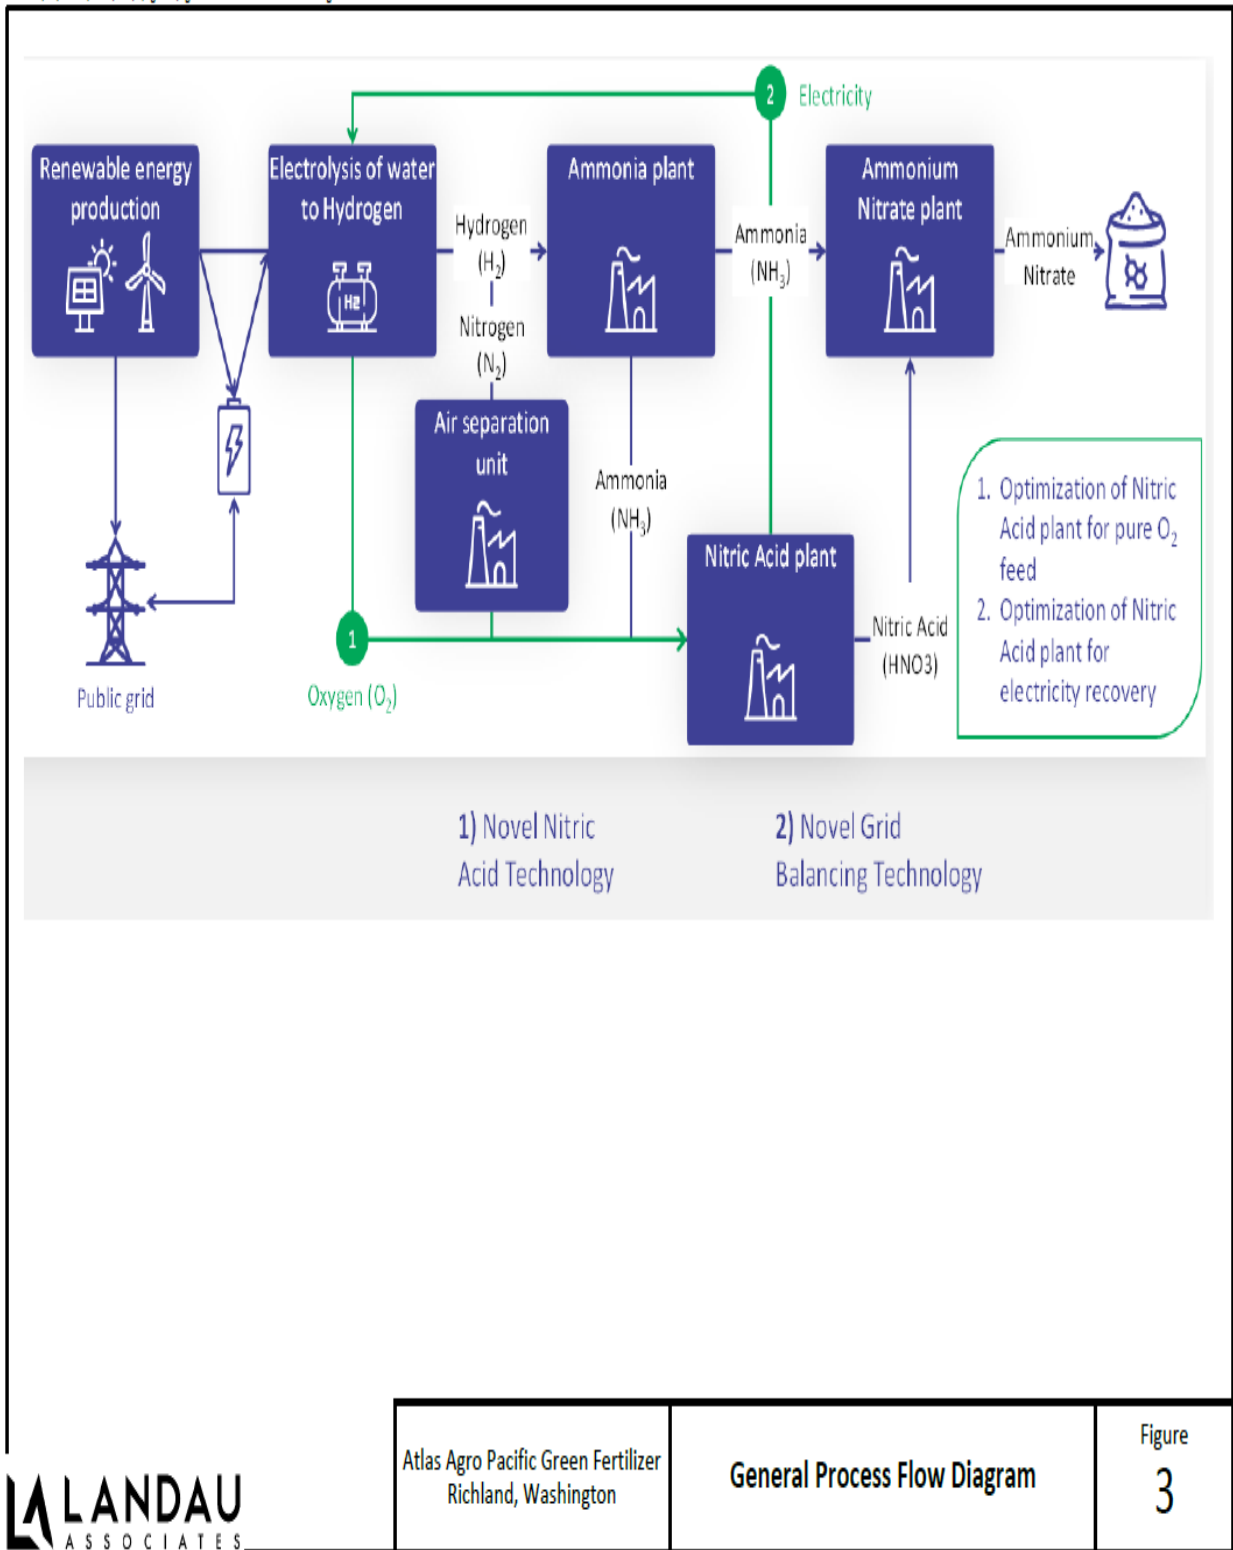 2
Electricity
Renewable energy
production
Electrolysis of water
to Hydrogen
H2
Hydrogen
(H₂)
Nitrogen
(N₂)
Ammonia plant
Ammonia
(NH₃)
Ammonium
Nitrate plant
Ammonium
Nitrate
Air separation
unit
Ammonia
(NH₃)
Nitric Acid plant
Nitric Acid
(HNO3)
Public grid
1
Oxygen (O₂)
1. Optimization of Nitric
Acid plant for pure O₂
feed
2. Optimization of Nitric
Acid plant for
electricity recovery
1) Novel Nitric
Acid Technology
2) Novel Grid
Balancing Technology
LANDAU
ASSOCIATES
Atlas Agro Pacific Green Fertilizer
Richland, Washington
General Process Flow Diagram
Figure
3